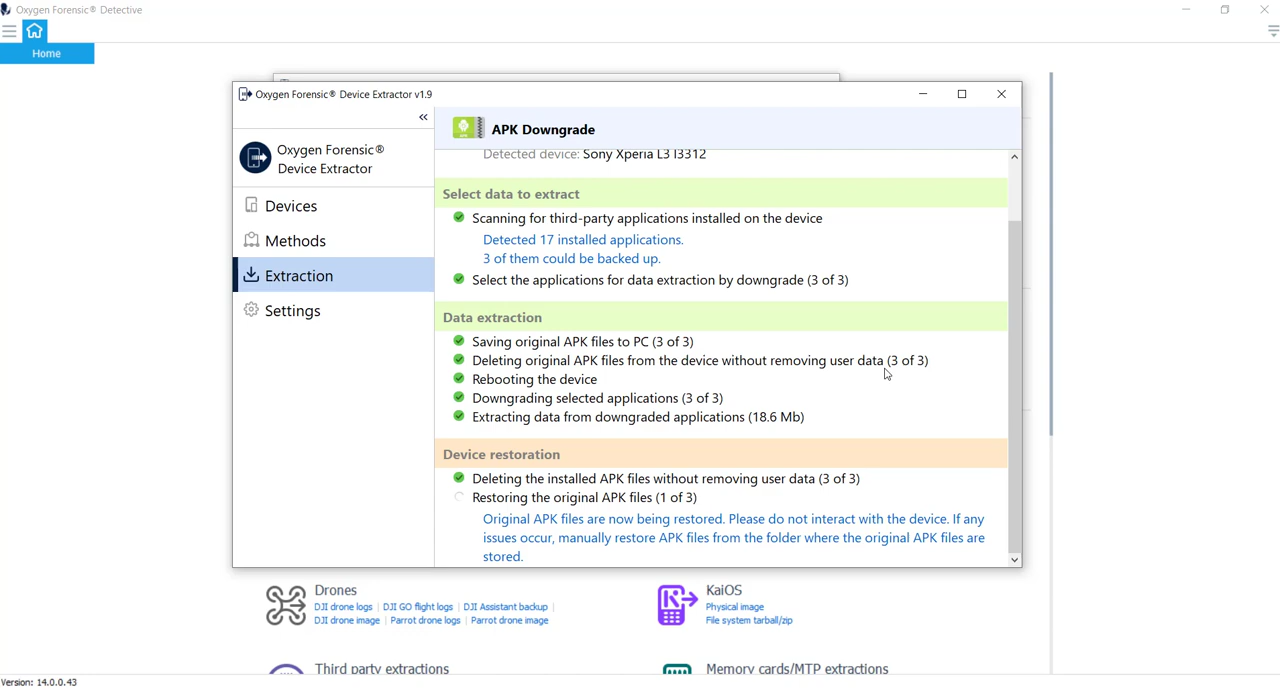 Oxygen Forensic® Detective
Home
Oxygen Forensic® Device Extractor v1.9
«
Oxygen Forensic®
Device Extractor
Devices
Methods
Extraction
Settings
APK Downgrade
Detected device: Sony Xperia L3 I3312
Select data to extract
Scanning for third-party applications installed on the device
Detected 17 installed applications.
3 of them could be backed up.
Select the applications for data extraction by downgrade (3 of 3)
Data extraction
Saving original APK files to PC (3 of 3)
Deleting original APK files from the device without removing user data (3 of 3)
Rebooting the device
Downgrading selected applications (3 of 3)
Extracting data from downgraded applications (18.6 Mb)
Device restoration
Deleting the installed APK files without removing user data (3 of 3)
Restoring the original APK files (1 of 3)
Original APK files are now being restored. Please do not interact with the device. If any
issues occur, manually restore APK files from the folder where the original APK files are
stored.
Drones
DJI drone logs | DJI GO flight logs | DJI Assistant backup |
DJI drone image | Parrot drone logs | Parrot drone image
KaiOS
Physical image
File system tarball/zip
Third party extractions
Memory cards/MTP extractions
Version: 14.0.0.43